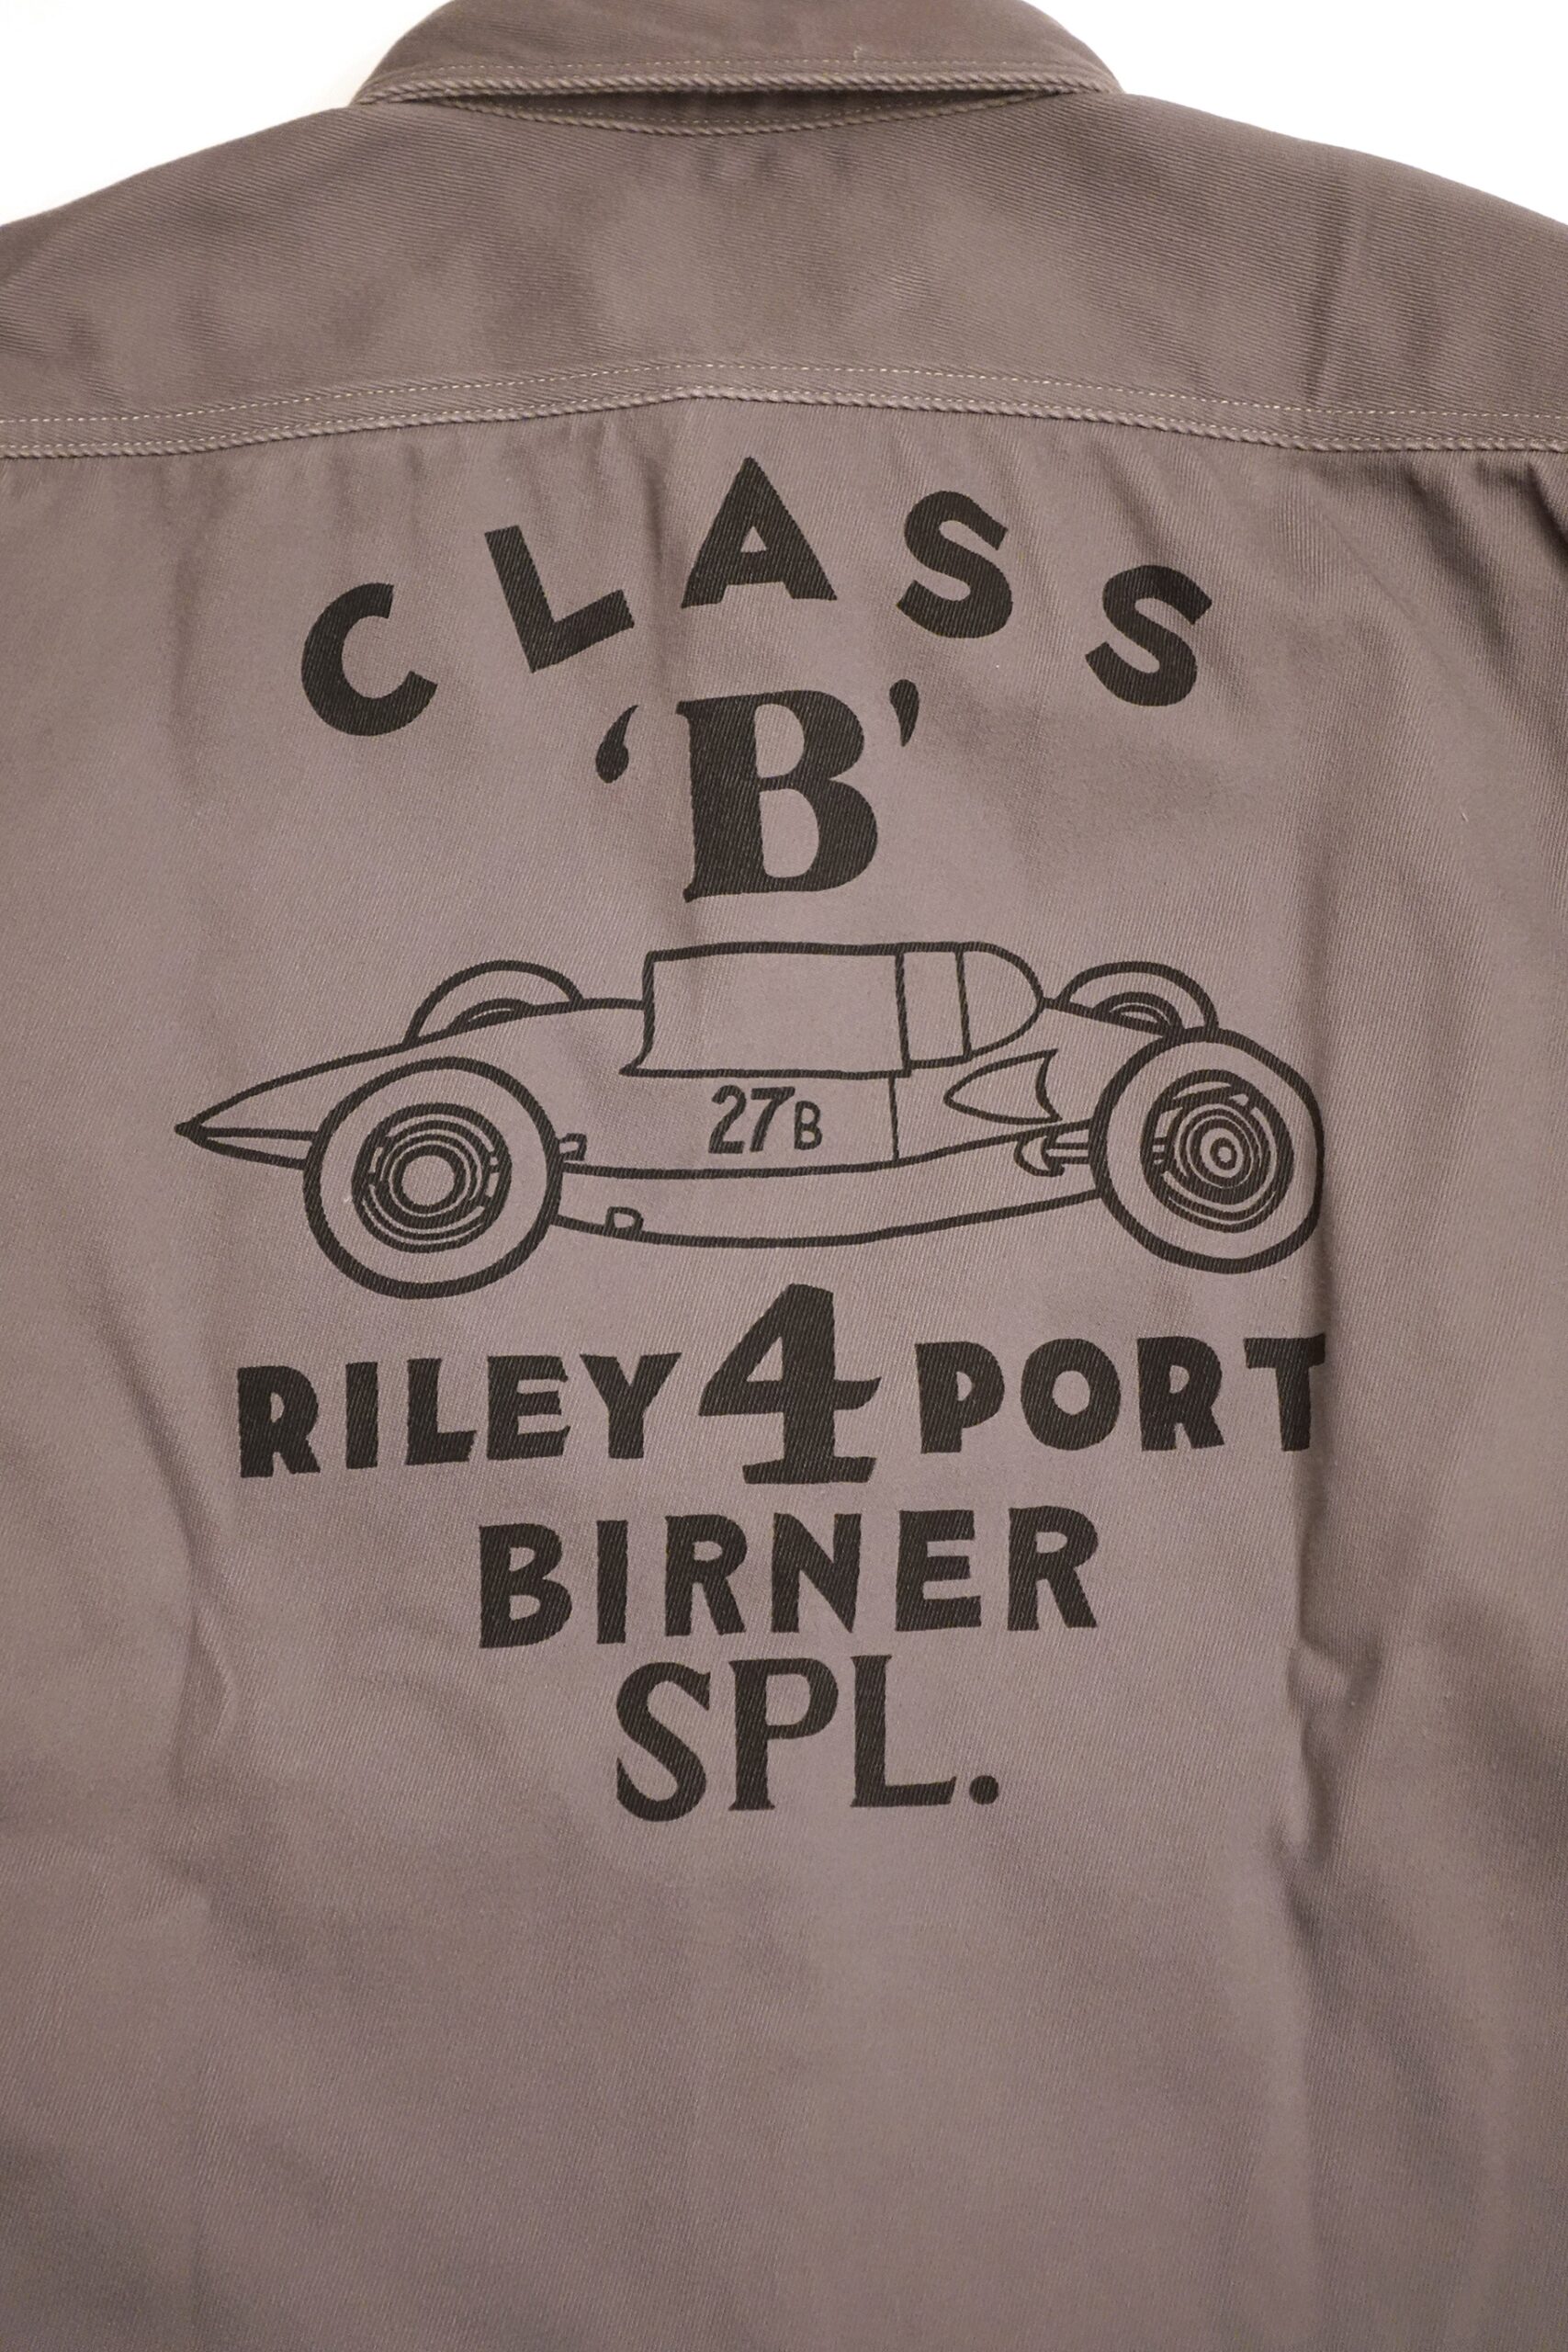 CLASS
‘B’
27B
RILEY 4 PORT
BIRNER
SPL.